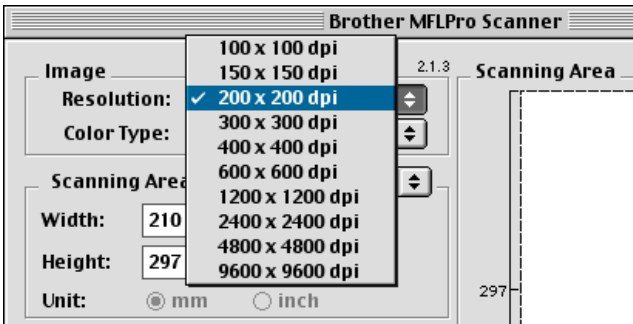 Brother MFLPro Scanner
Image
2.1.3
Resolution:
Color Type:
100 x 100 dpi
150 x 150 dpi
✓ 200 x 200 dpi
300 x 300 dpi
400 x 400 dpi
600 x 600 dpi
1200 x 1200 dpi
2400 x 2400 dpi
4800 x 4800 dpi
9600 x 9600 dpi
Scanning Area
Width: 210
Height: 297
Unit: mm inch
Scanning Area
297